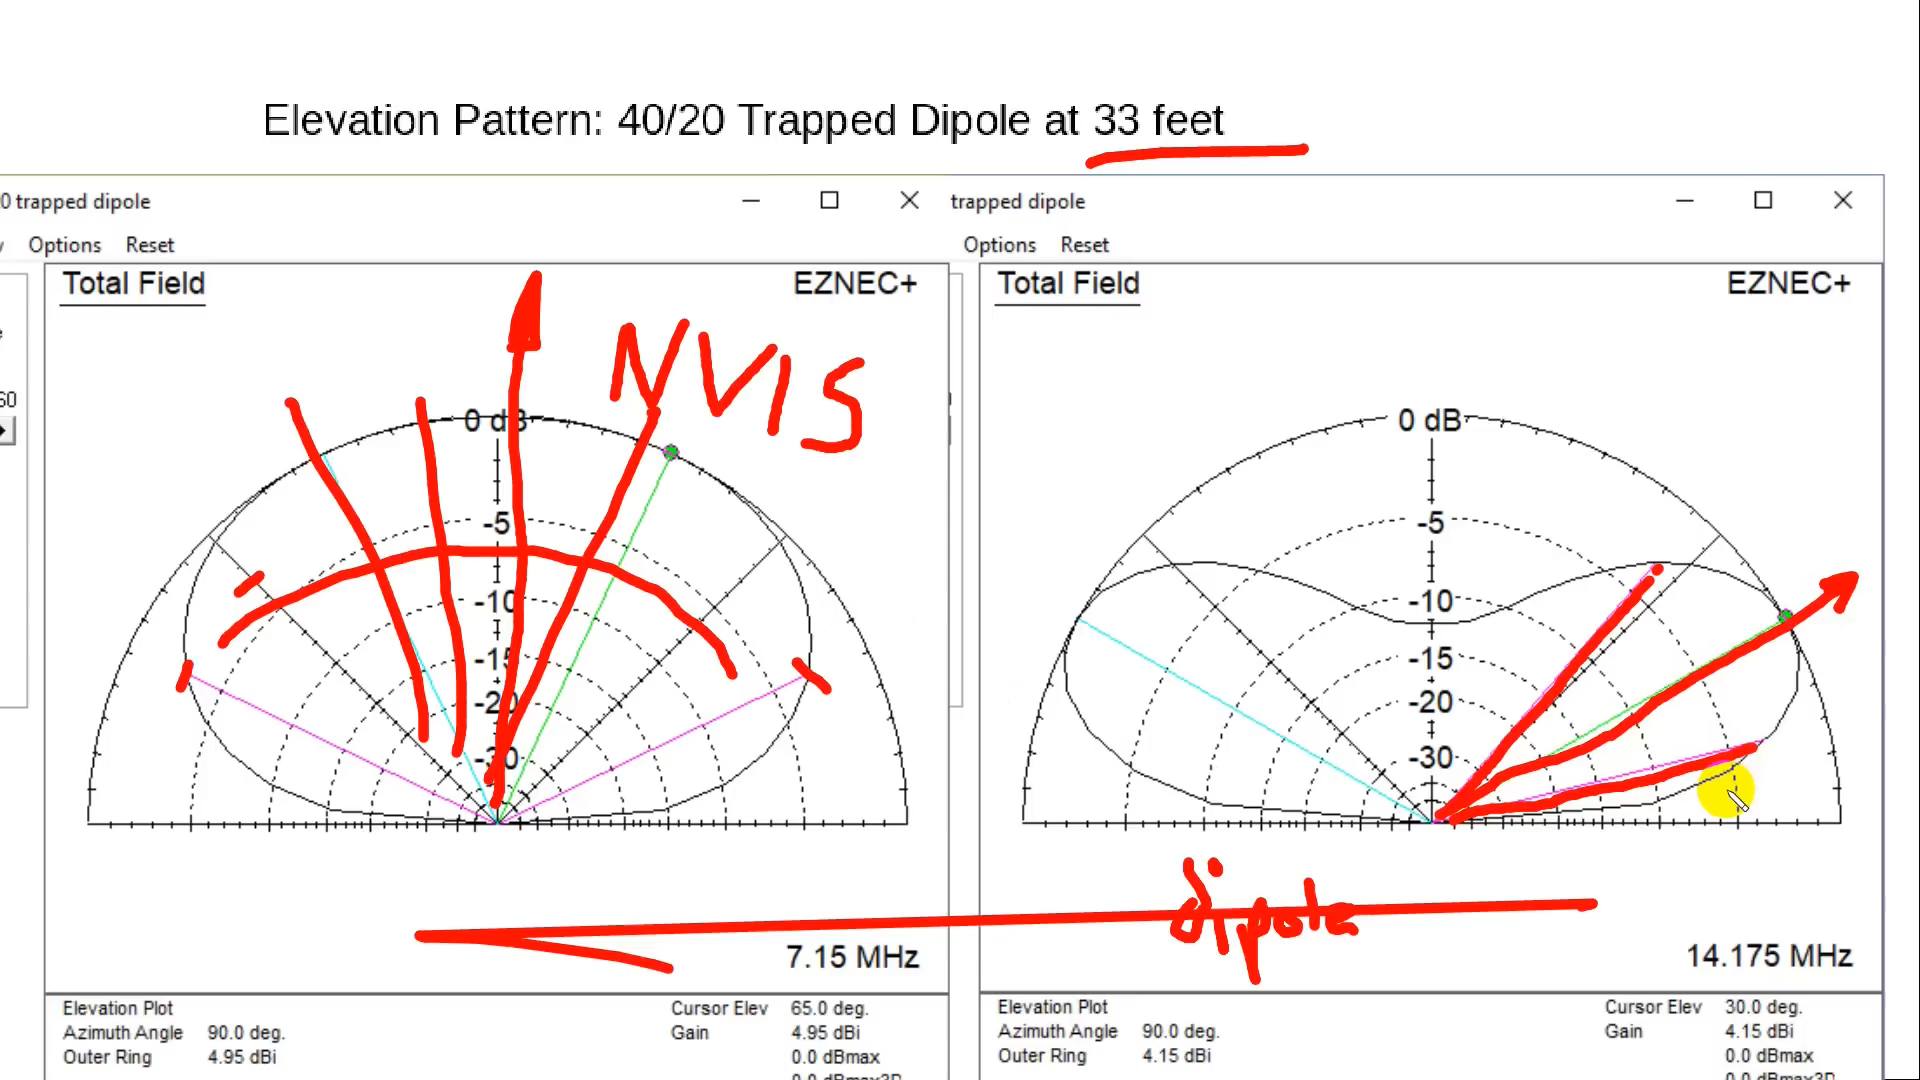 Elevation Pattern: 40/20 Trapped Dipole at 33 feet
0 trapped dipole
Options Reset
60
Total Field
EZNEC+
NVIS
0 dB
-5
-10
-15
-20
7.15 MHz
Elevation Plot
Azimuth Angle 90.0 deg.
Outer Ring 4.95 dBi
Cursor Elev 65.0 deg.
Gain 4.95 dBi
0.0 dBmax
trapped dipole
Options Reset
Total Field
EZNEC+
0 dB
-5
-10
-15
-20
-30
dipole
14.175 MHz
Elevation Plot
Azimuth Angle 90.0 deg.
Outer Ring 4.15 dBi
Cursor Elev 30.0 deg.
Gain 4.15 dBi
0.0 dBmax